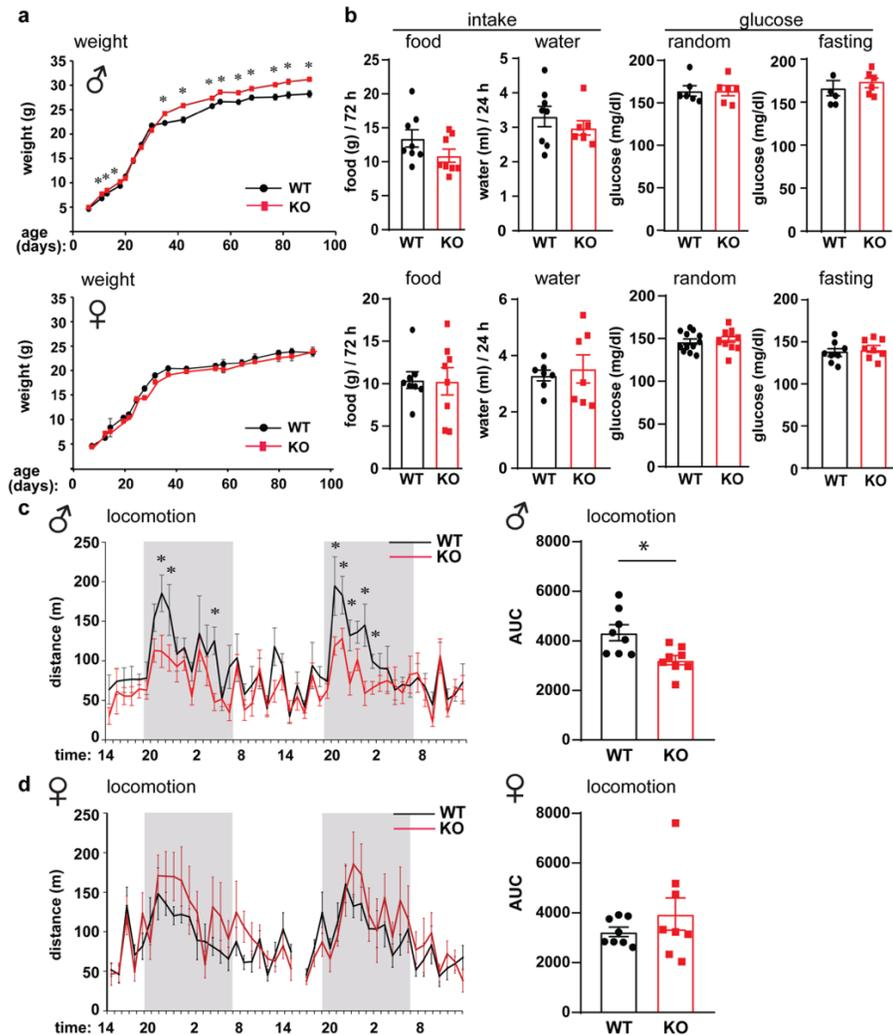 a
weight
♂
weight (g)
35
30
25
20
15
10
5
* * * * * * * * * * * *
WT
KO
age
(days):
0 20 40 60 80 100
b
intake
glucose
food
water
random
fasting
food (g) / 72 h
25
20
15
10
5
0
WT KO
water (ml) / 24 h
5
4
3
2
1
0
WT KO
glucose (mg/dl)
200
150
100
50
0
WT KO
glucose (mg/dl)
200
150
100
50
0
WT KO
weight
♀
weight (g)
35
30
25
20
15
10
5
WT
KO
age
(days):
0 20 40 60 80 100
food
water
random
fasting
food (g) / 72 h
20
15
10
5
0
WT KO
water (ml) / 24 h
6
4
2
0
WT KO
glucose (mg/dl)
200
150
100
50
0
WT KO
glucose (mg/dl)
200
150
100
50
0
WT KO
c
♂
locomotion
distance (m)
250
200
150
100
50
0
* * * * * * * *
WT
KO
time: 14 20 2 8 14 20 2 8
♂
locomotion
AUC
8000
6000
4000
2000
0
*
WT KO
d
♀
locomotion
distance (m)
250
200
150
100
50
0
WT
KO
time: 14 20 2 8 14 20 2 8
♀
locomotion
AUC
8000
6000
4000
2000
0
WT KO